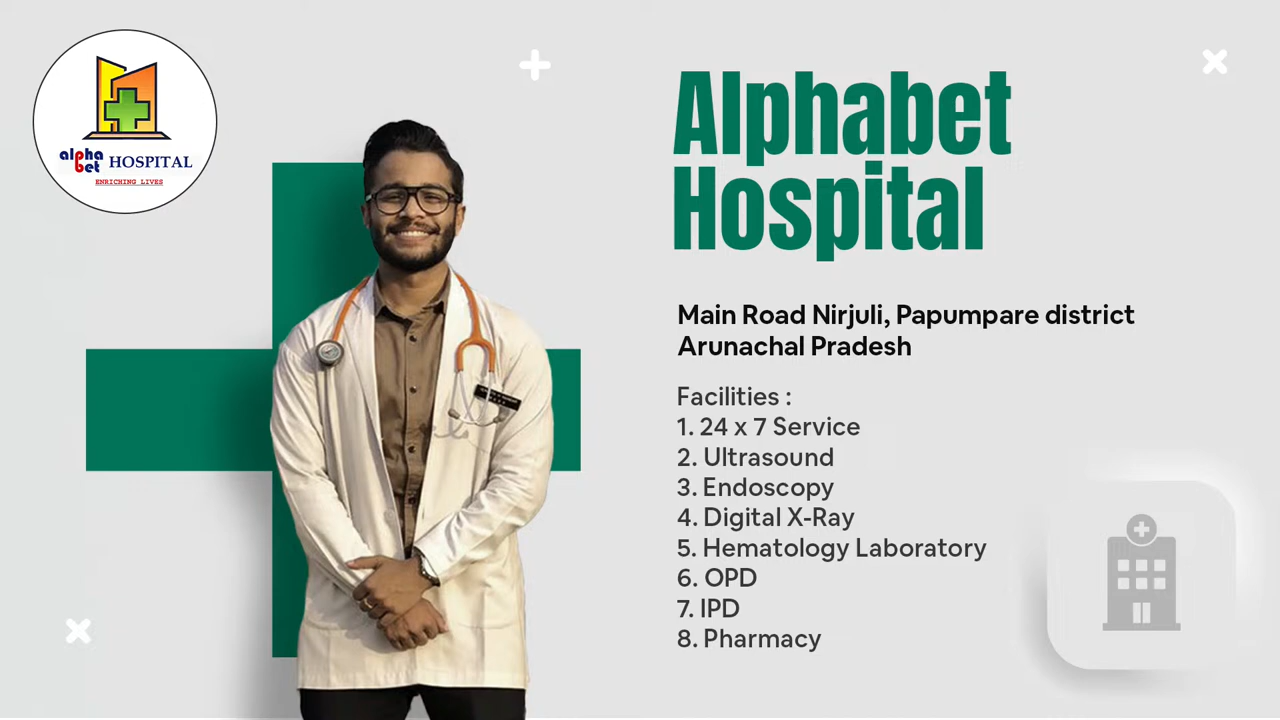 alpha
bet HOSPITAL
ENRICHING LIVES
Alphabet
Hospital
Main Road Nirjuli, Papumpare district
Arunachal Pradesh
Facilities :
1. 24 x 7 Service
2. Ultrasound
3. Endoscopy
4. Digital X-Ray
5. Hematology Laboratory
6. OPD
7. IPD
8. Pharmacy